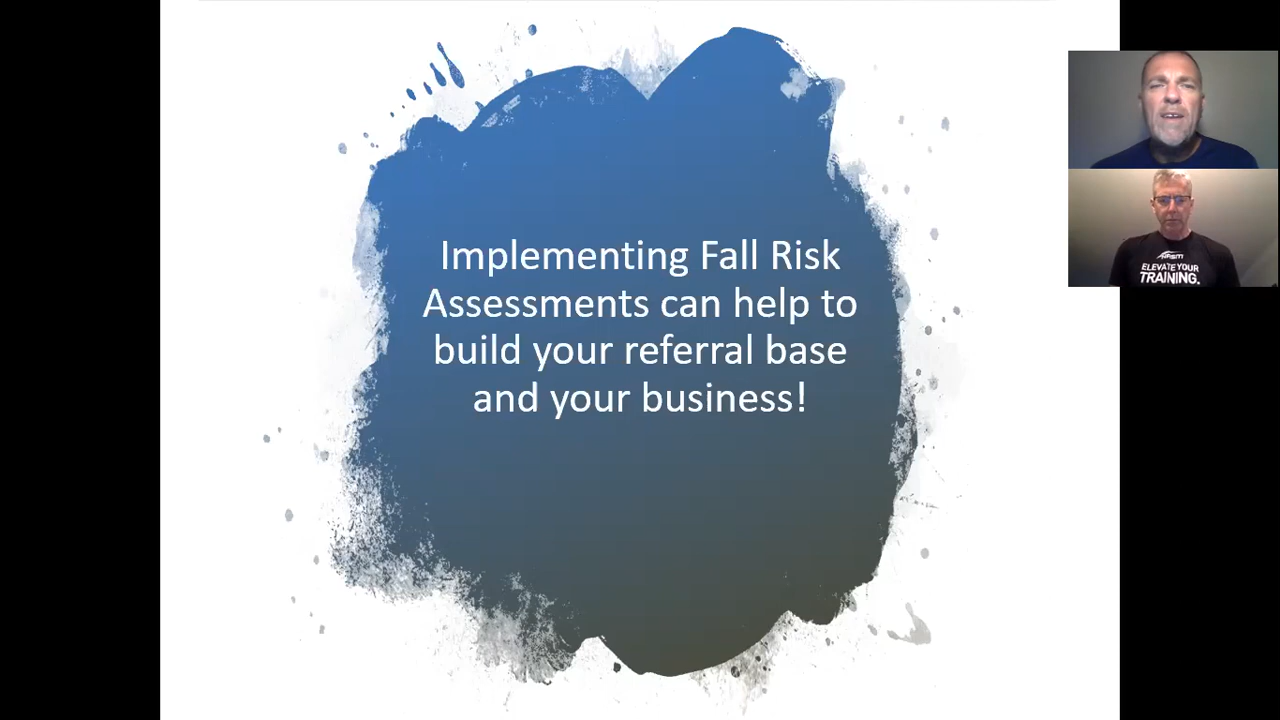 Implementing Fall Risk
Assessments can help to
build your referral base
and your business!
ELEVATE YOUR
TRAINING.